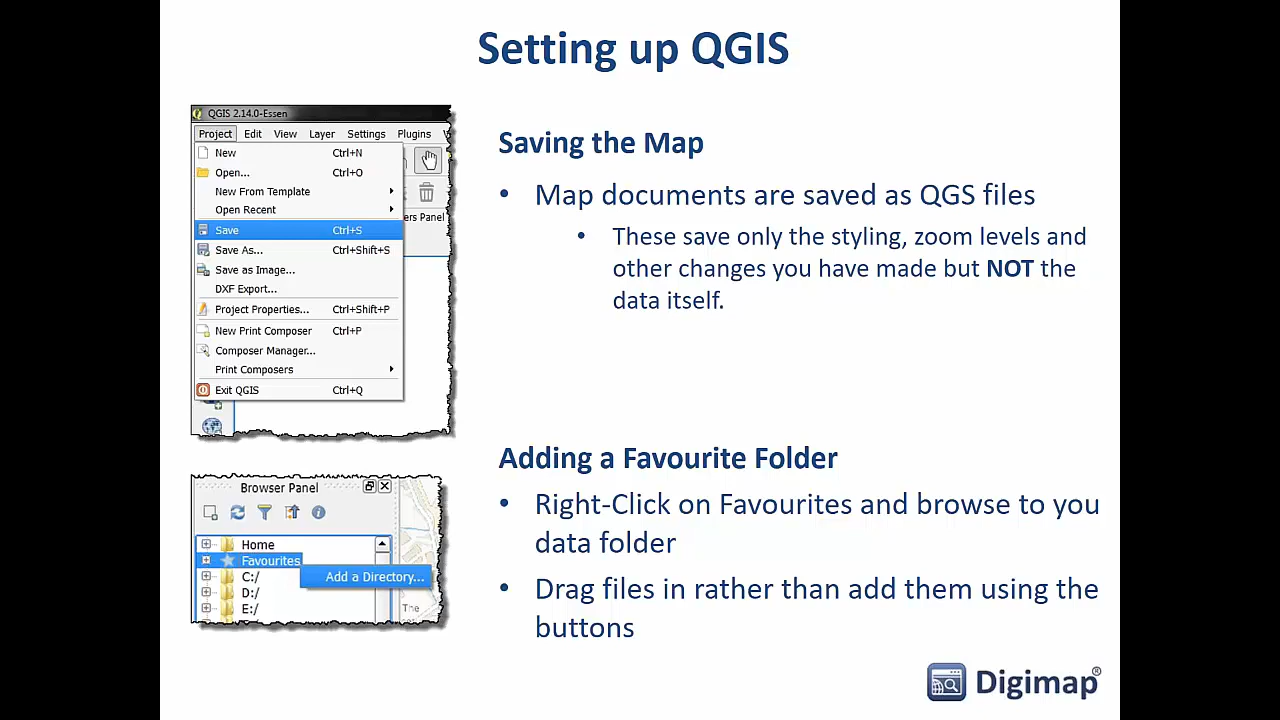 Setting up QGIS
QGIS 2.14.0-Essen
Project Edit View Layer Settings Plugins
New Ctrl+N
Open... Ctrl+O
New From Template
Open Recent
ers Panel
Save Ctrl+S
Save As... Ctrl+Shift+S
Save as Image...
DXF Export...
Project Properties... Ctrl+Shift+P
New Print Composer Ctrl+P
Composer Manager...
Print Composers
Exit QGIS Ctrl+Q
Saving the Map
• Map documents are saved as QGS files
• These save only the styling, zoom levels and
other changes you have made but NOT the
data itself.
Browser Panel
Home
Favourites
Add a Directory...
C:/
D:/
E:/
The
Adding a Favourite Folder
• Right-Click on Favourites and browse to you
data folder
• Drag files in rather than add them using the
buttons
Digimap®